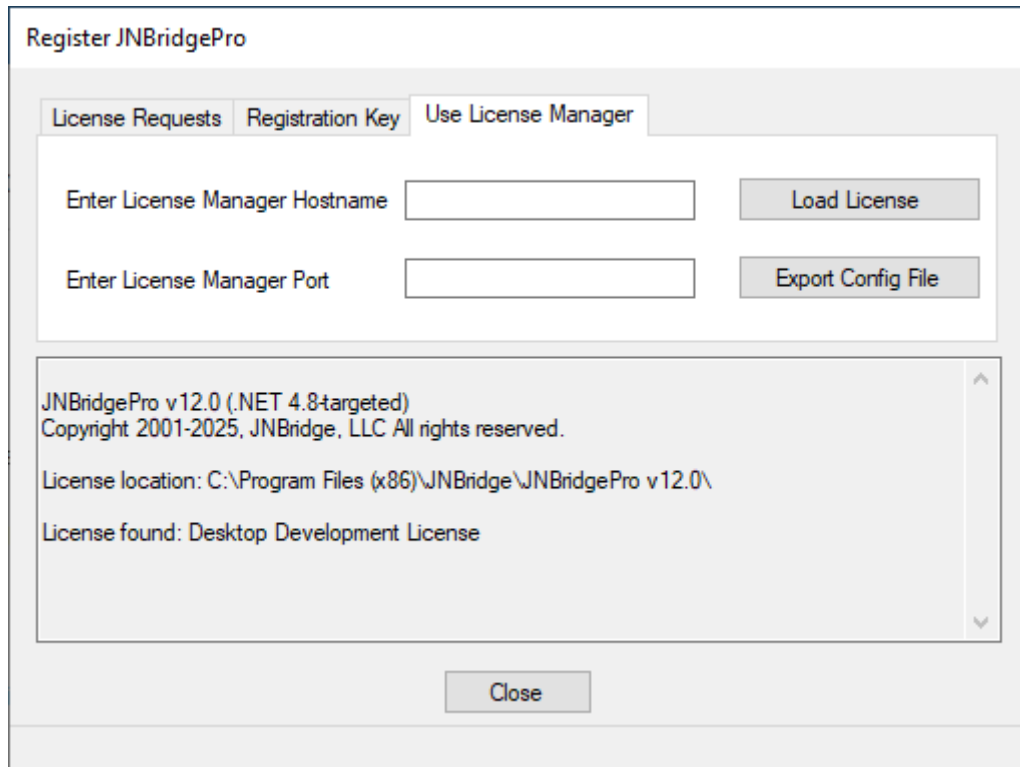 Register JNBridgePro
License Requests Registration Key Use License Manager
Enter License Manager Hostname Load License
Enter License Manager Port Export Config File
JNBridgePro v12.0 (.NET 4.8-targeted)
Copyright 2001-2025, JNBridge, LLC All rights reserved.
License location: C:\Program Files (x86)\JNBridge\JNBridgePro v12.0\
License found: Desktop Development License
Close